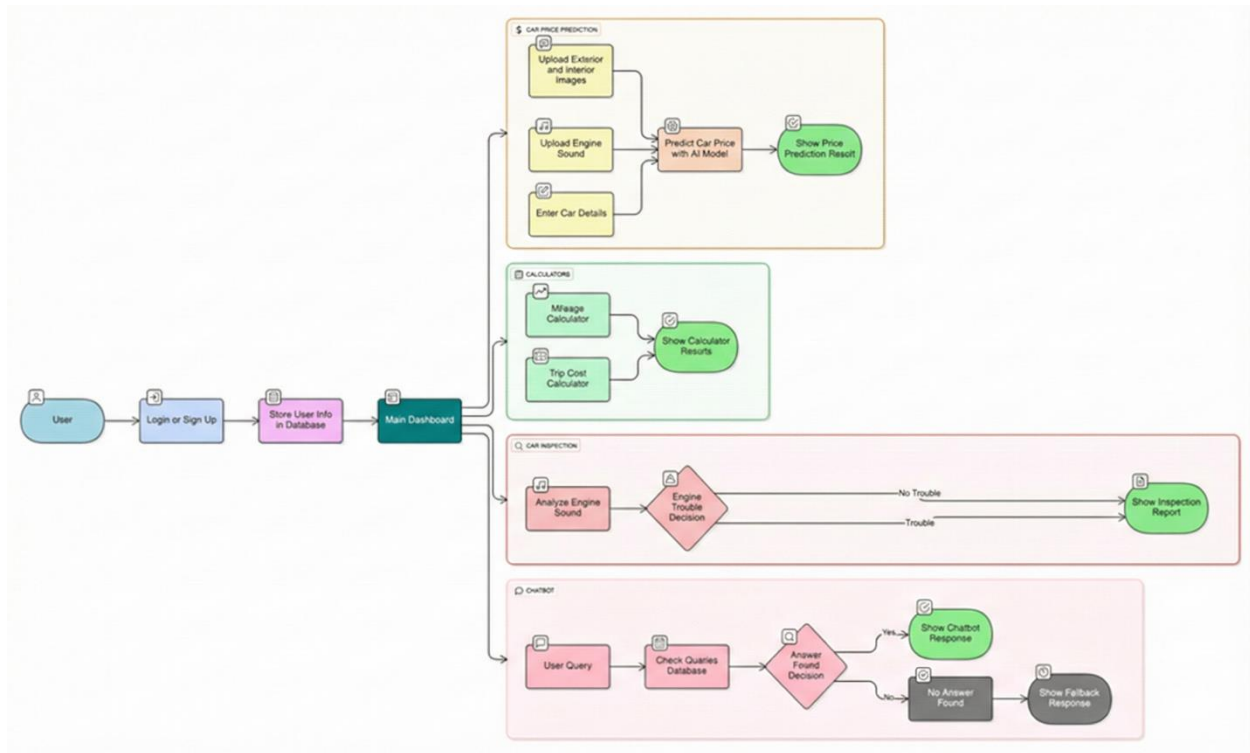 CAR PRICE PREDICTION
Upload Exterior
and Interior
Images
Upload Engine
Sound
Enter Car Details
Predict Car Price
with AI Model
Show Price
Prediction Resoit
CALCULATORS
Mileage
Calculator
Trip Cost
Calculator
Show Calculator
Resorts
User
Login or Sign Up
Store User Info
in Database
Main Dashboard
CAR INSPECTION
Analyze Engine
Sound
Engine
Trouble
Decision
No Trouble
Trouble
Show Inspection
Report
CHATBOT
User Query
Check Quaries
Database
Answer
Found
Decision
Yes
Show Chatbot
Response
No
No Answer
Found
Show Fallback
Response